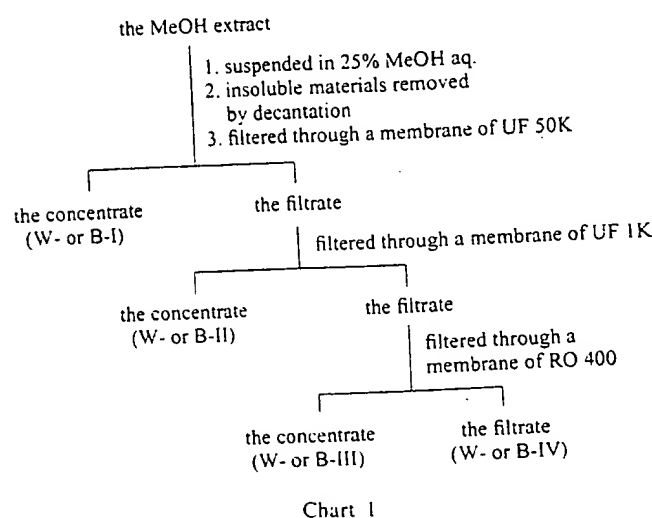 the MeOH extract
1. suspended in 25% MeOH aq.
2. insoluble materials removed
by decantation
3. filtered through a membrane of UF 50K
the concentrate
(W- or B-I)
the filtrate
filtered through a membrane of UF 1K
the concentrate
(W- or B-II)
the filtrate
filtered through a
membrane of RO 400
the concentrate
(W- or B-III)
the filtrate
(W- or B-IV)
Chart 1